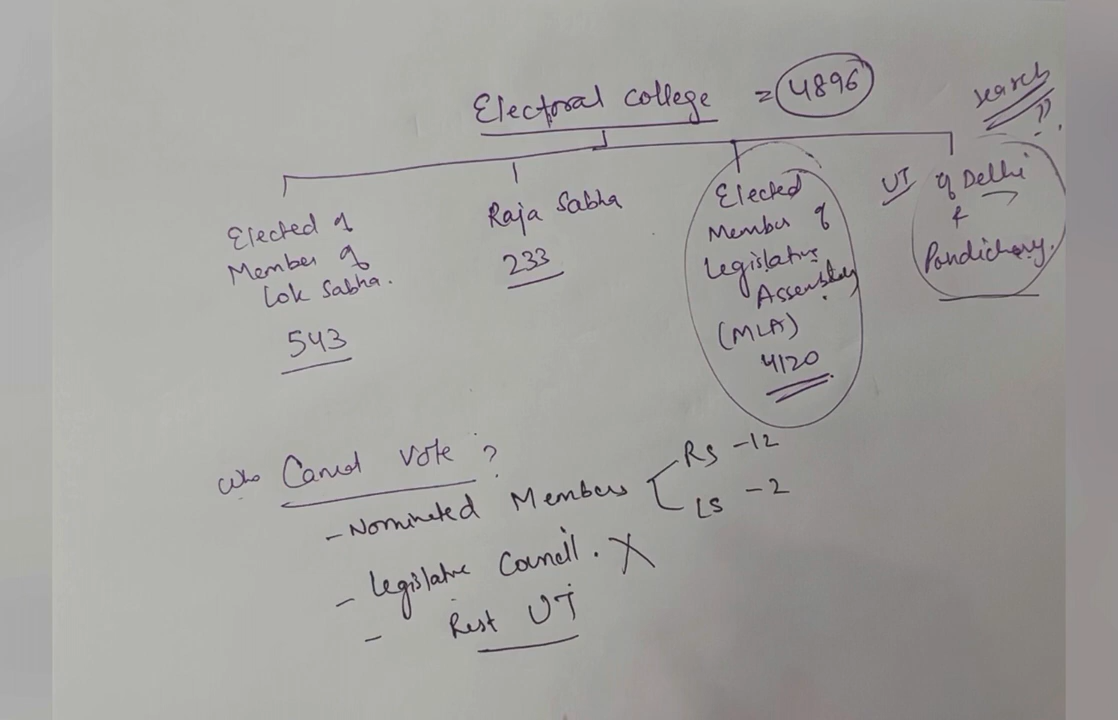 Electoral college = 4896
search
??
Elected of
Member of
Lok Sabha.
543
Raja Sabha
233
Elected
Member of
Legislative
Assembley
(MLA)
4120
UT of Delhi
&
Pondichery.
Who Cannot Vote ?
- Nominated Members
RS - 12
LS - 2
- Legislative Council. X
- Rest UT